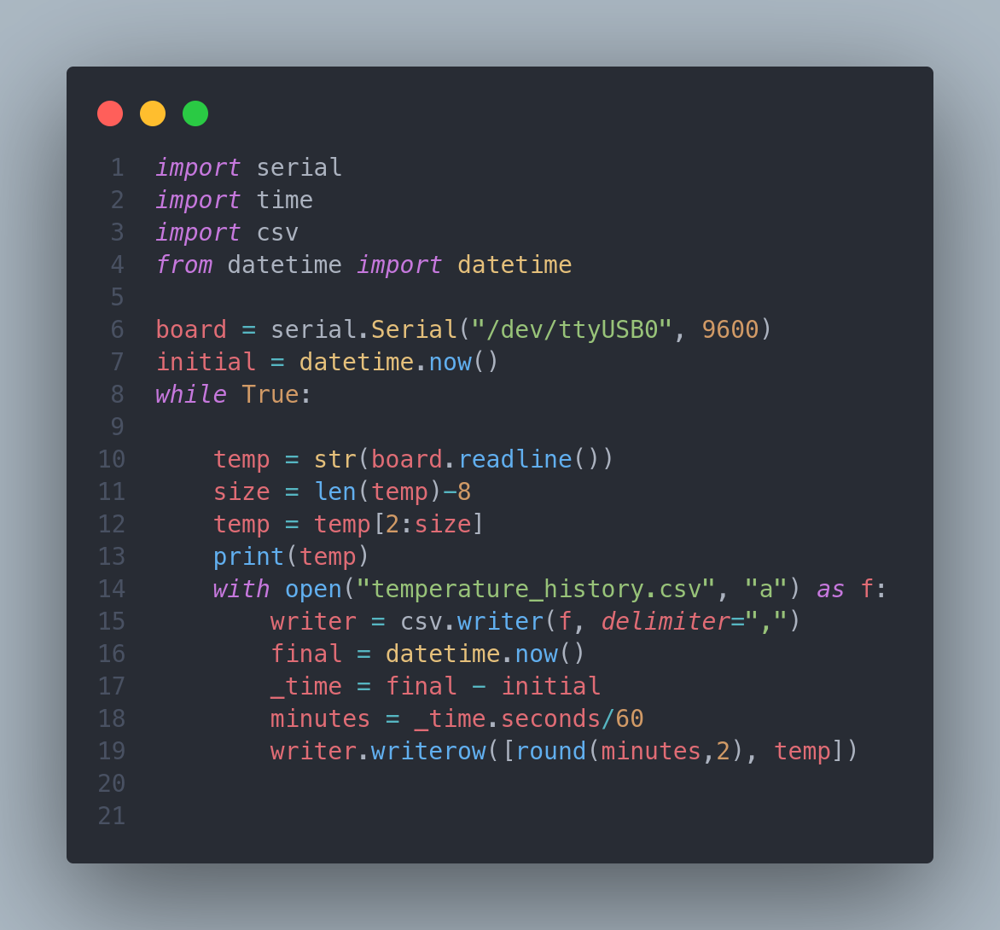 1 import serial
2 import time
3 import csv
4 from datetime import datetime
5
6 board = serial.Serial("/dev/ttyUSB0", 9600)
7 initial = datetime.now()
8 while True:
9
10     temp = str(board.readline())
11     size = len(temp)-8
12     temp = temp[2:size]
13     print(temp)
14     with open("temperature_history.csv", "a") as f:
15         writer = csv.writer(f, delimiter=",")
16         final = datetime.now()
17         _time = final - initial
18         minutes = _time.seconds/60
19         writer.writerow([round(minutes,2), temp])
20
21